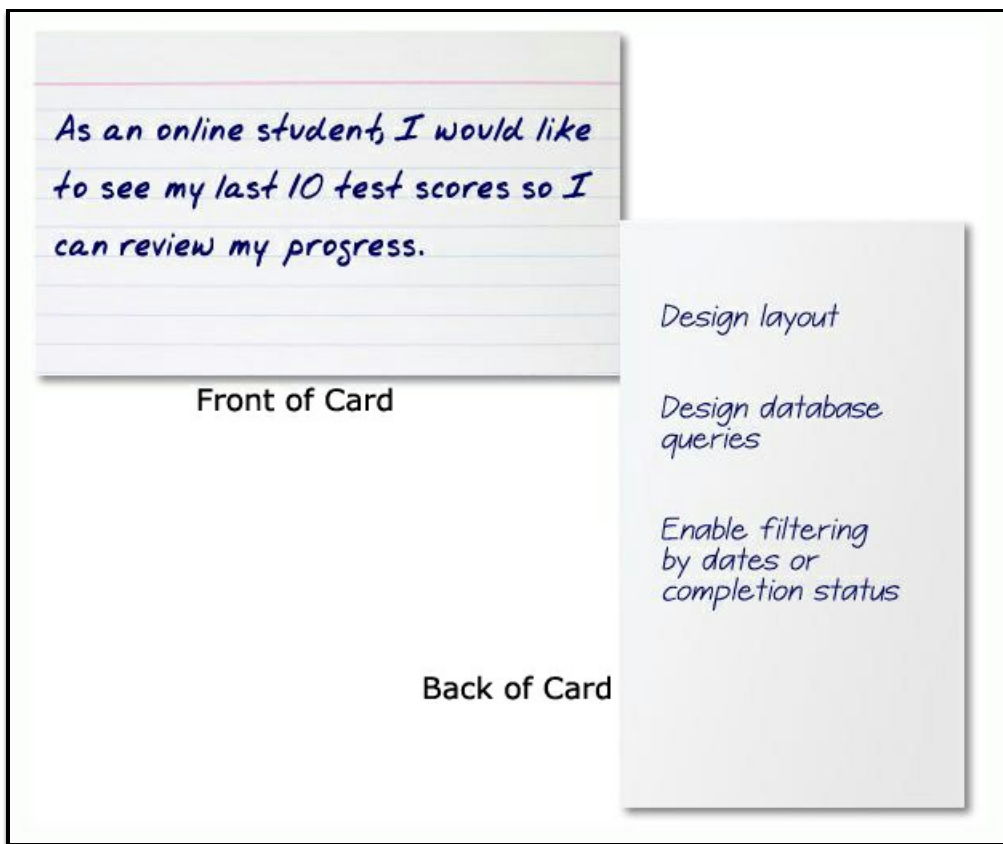 As an online student, I would like
to see my last 10 test scores so I
can review my progress.
Front of Card
Design layout
Design database
queries
Enable filtering
by dates or
completion status
Back of Card